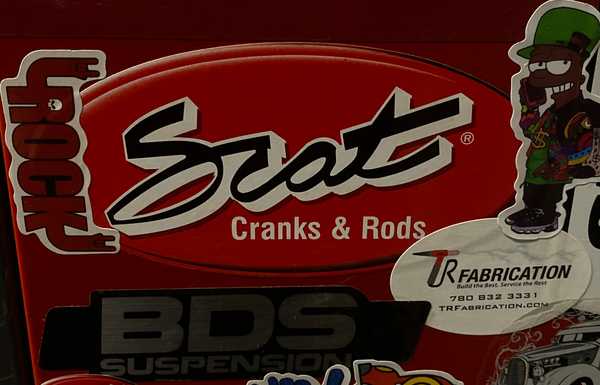 ROCK
Scat®
Cranks & Rods
TR FABRICATION
Build the Best, Service the Rest
780 832 3331
TRFABRICATION.COM
BDS
SUSPENSION